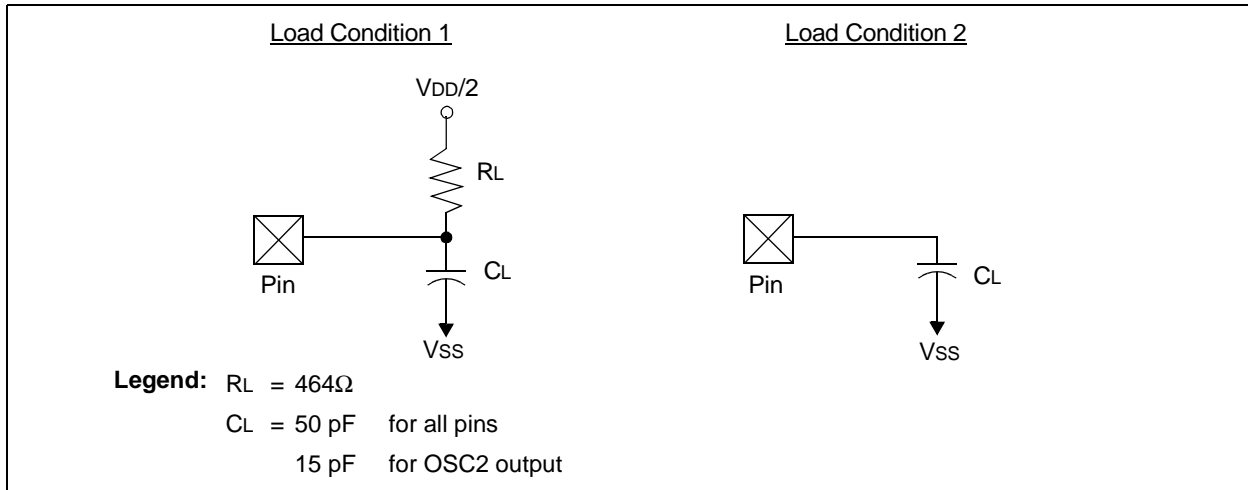 Load Condition 1
Load Condition 2
VDD/2
RL
Pin
CL
VSS
Pin
CL
VSS
Legend: RL = 464Ω
CL = 50 pF for all pins
15 pF for OSC2 output